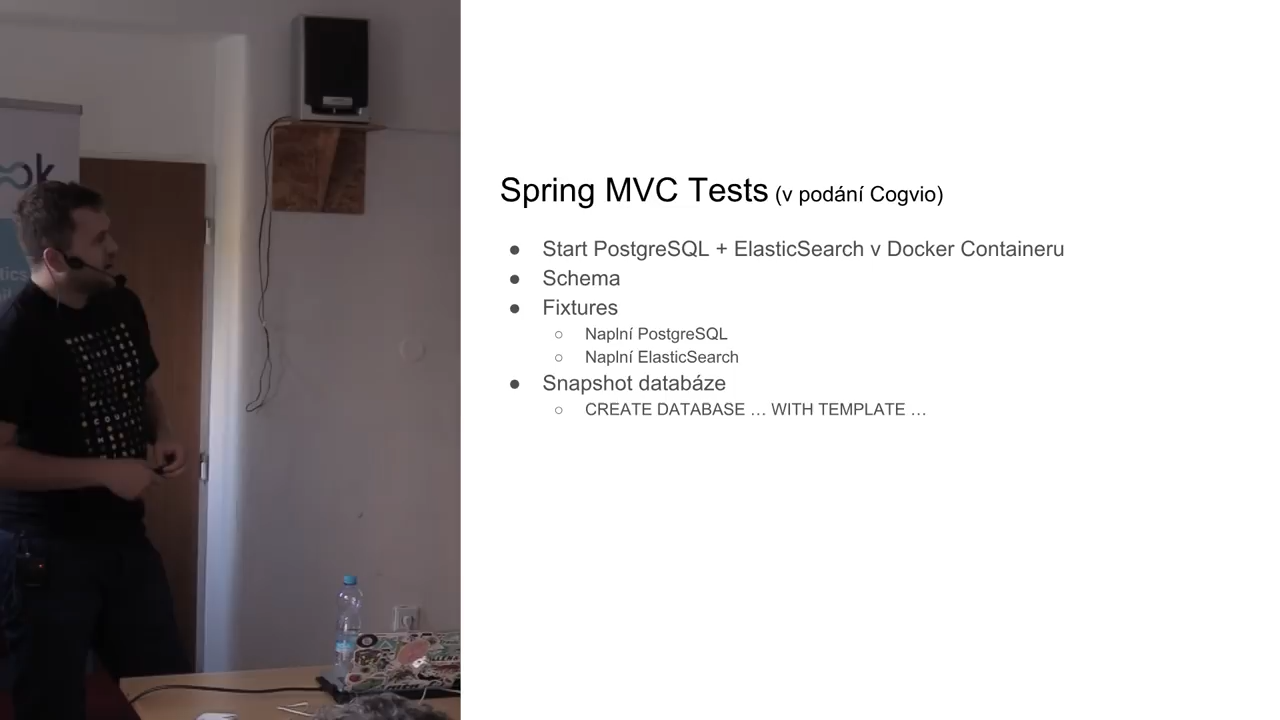 ok
Spring MVC Tests (v podání Cogvio)
● Start PostgreSQL + ElasticSearch v Docker Containeru
● Schema
● Fixtures
○ Naplní PostgreSQL
○ Naplní ElasticSearch
● Snapshot databáze
○ CREATE DATABASE … WITH TEMPLATE …